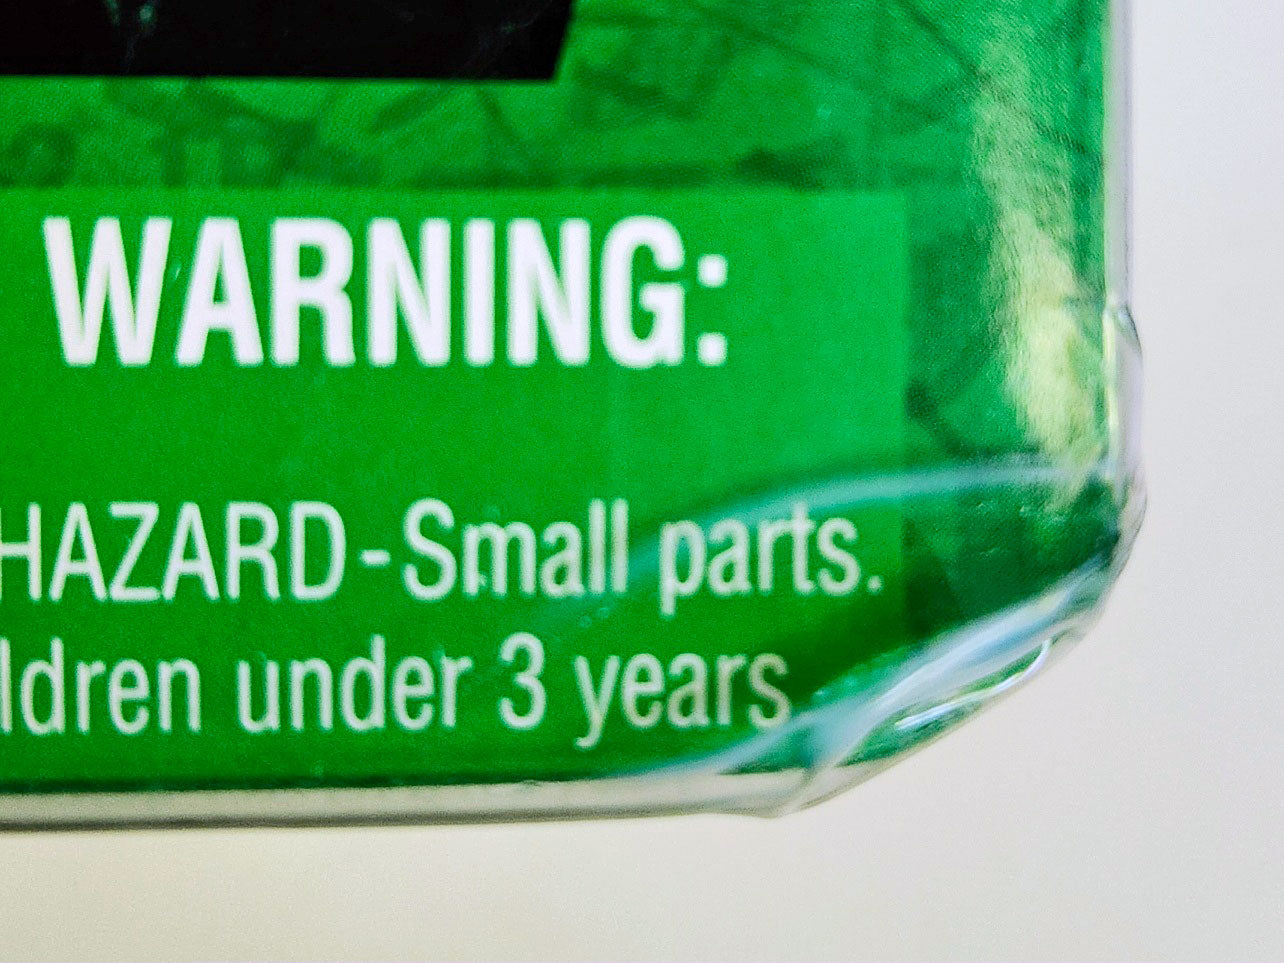 WARNING:
HAZARD-Small parts.
ldren under 3 years